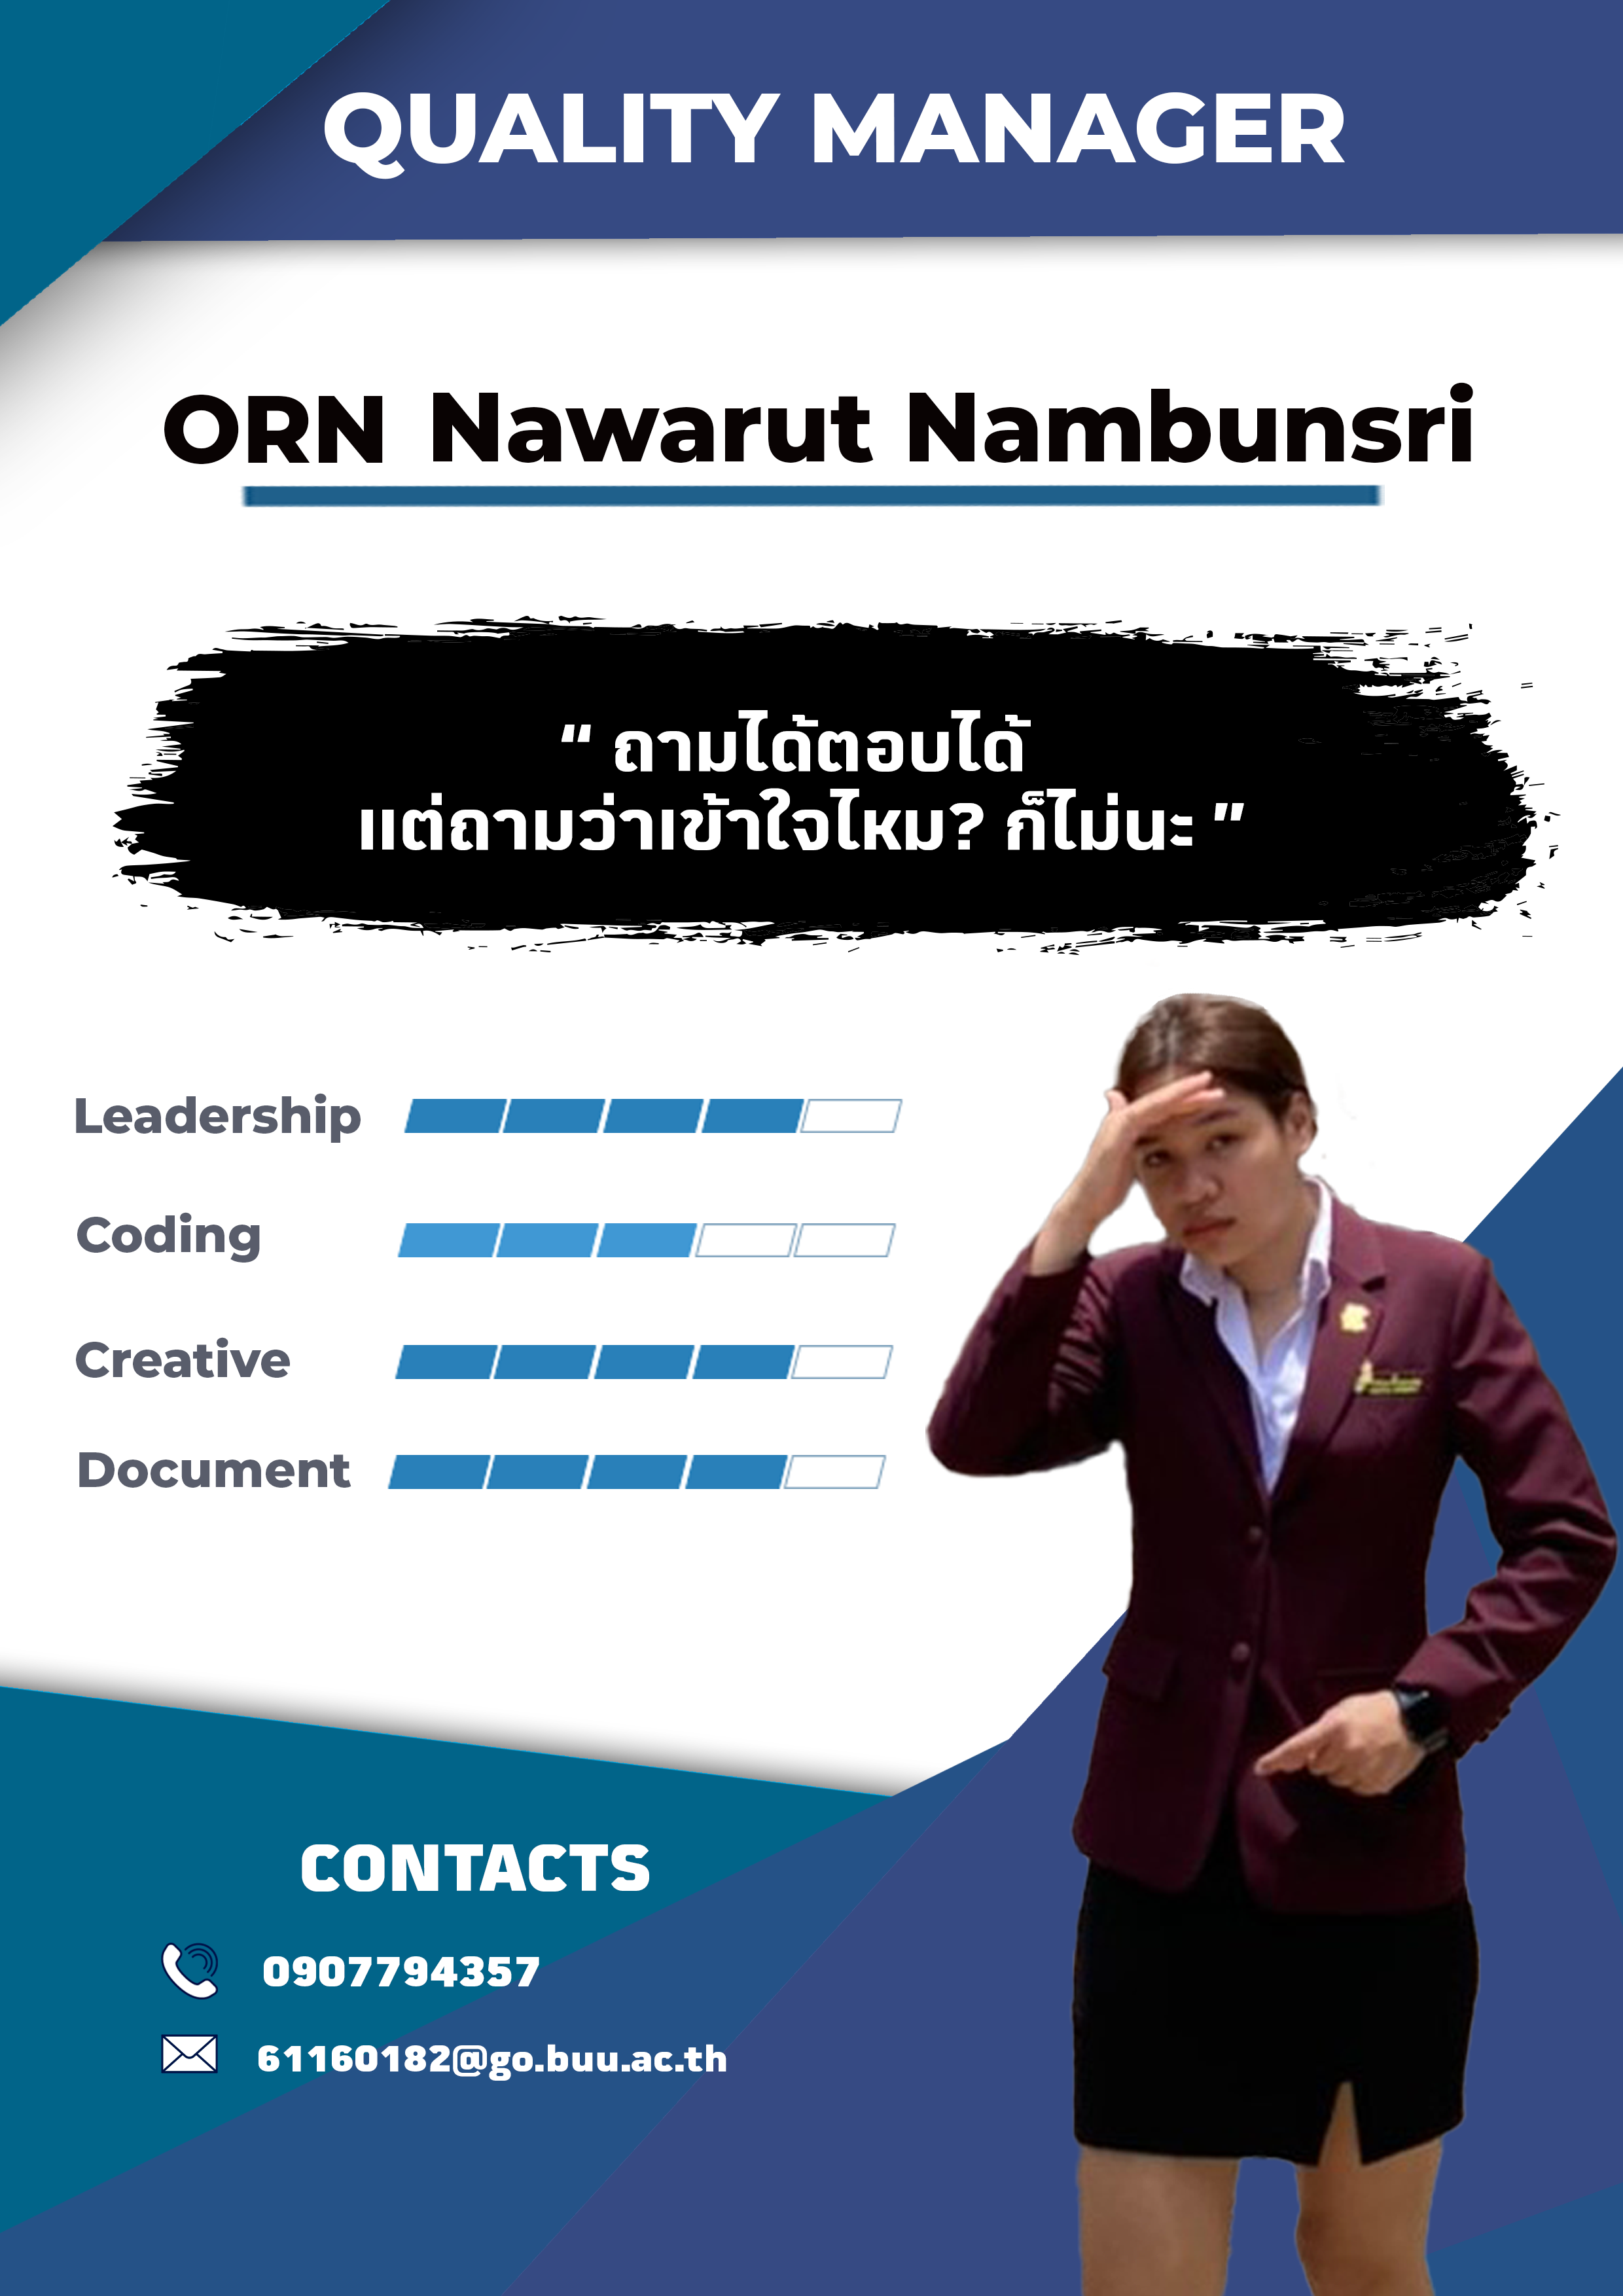 QUALITY MANAGER
ORN Nawarut Nambunsri
“ ถามได้ตอบได้
แต่ถามว่าเข้าใจไหม? ก็ไม่นะ ”
Leadership
Coding
Creative
Document
CONTACTS
0907794357
61160182@go.buu.ac.th